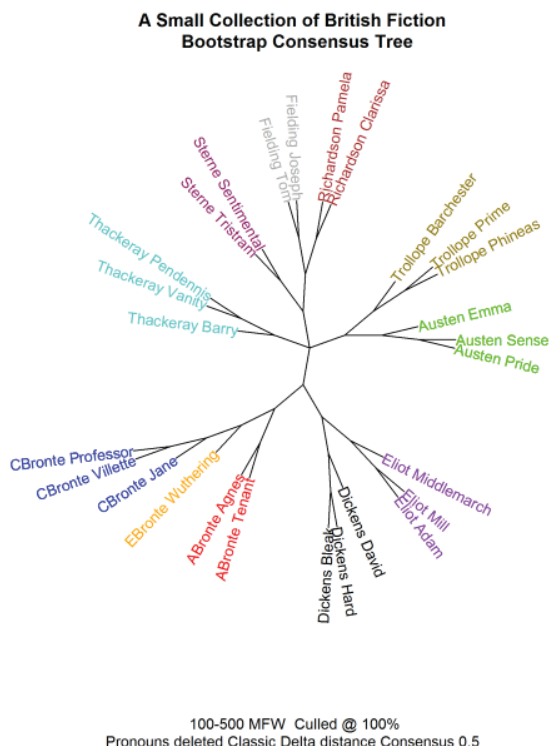 A Small Collection of British Fiction
Bootstrap Consensus Tree
Fielding Joseph
Fielding Tom
Richardson Pamela
Richardson Clarissa
Sterne Sentimental
Sterne Tristram
Trollope Barchester
Trollope Prime
Trollope Phineas
Thackeray Pendennis
Thackeray Vanity
Thackeray Barry
Austen Emma
Austen Sense
Austen Pride
CBronte Professor
CBronte Villette
CBronte Jane
EBronte Wuthering
ABronte Agnes
ABronte Tenant
Dickens Bleak
Dickens Hard
Dickens David
Eliot Middlemarch
Eliot Mill
Eliot Adam
100-500 MFW Culled @ 100%
Pronouns deleted Classic Delta distance Consensus 0.5